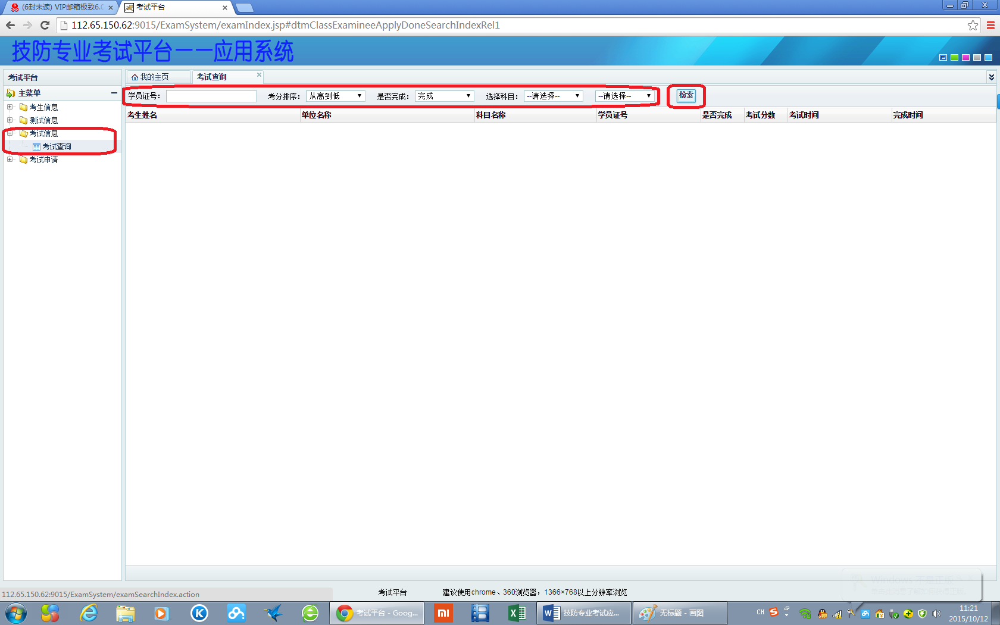 (6封未读) VIP邮箱极致6.0
考试平台
112.65.150.62:9015/ExamSystem/examIndex.jsp#dtmClassExamineeApplyDoneSearchIndexRel1
技防专业考试平台——应用系统
考试平台
我的主页
考试查询
主菜单
学员证号：
考分排序：
从高到低
是否完成：
完成
选择科目：
--请选择--
--请选择--
检索
考生信息
测试信息
考试信息
考试查询
考试申请
考生姓名
单位名称
科目名称
学员证号
是否完成
考试分数
考试时间
完成时间
112.65.150.62:9015/ExamSystem/examSearchIndex.action
考试平台
建议使用chrome、360浏览器，1366×768以上分辨率浏览
考试平台 - Goog...
技防专业考试应...
无标题 - 画图
CH
11:21
2015/10/12